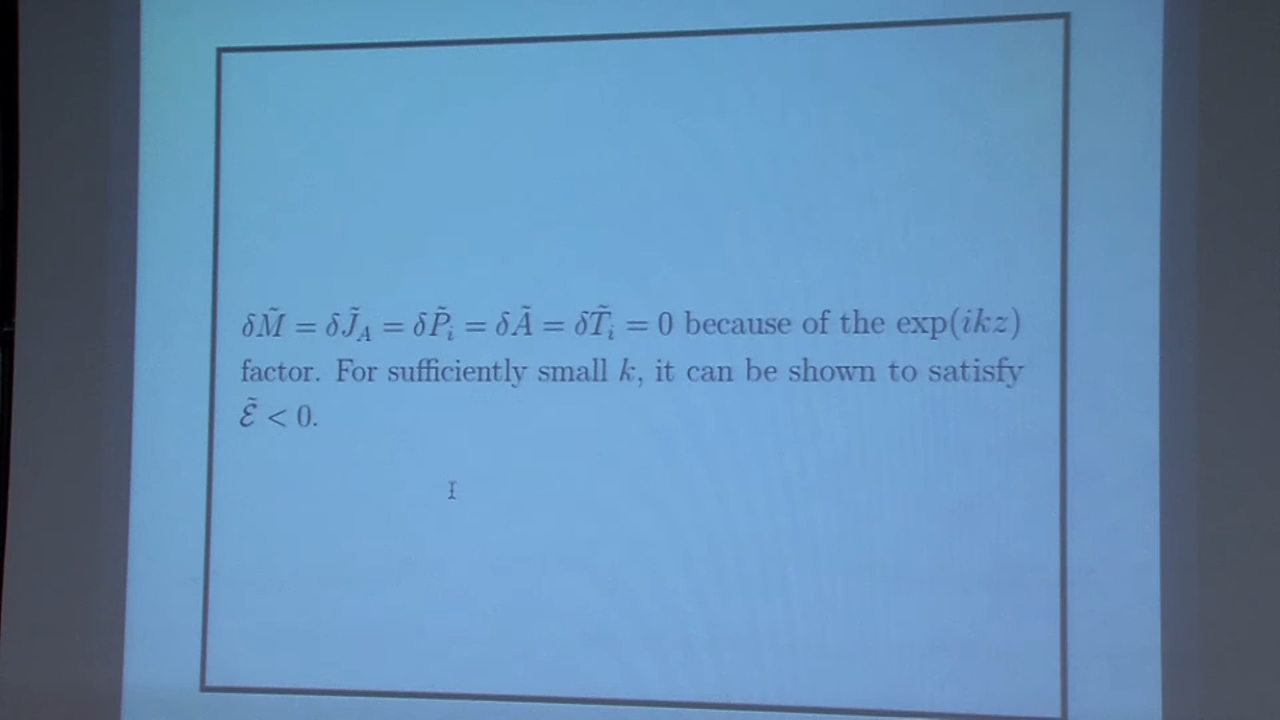 δM̃ = δJ̃_A = δP̃_i = δÃ = δT̃_i = 0 because of the exp(ikz)
factor. For sufficiently small k, it can be shown to satisfy
ℰ̃ < 0.